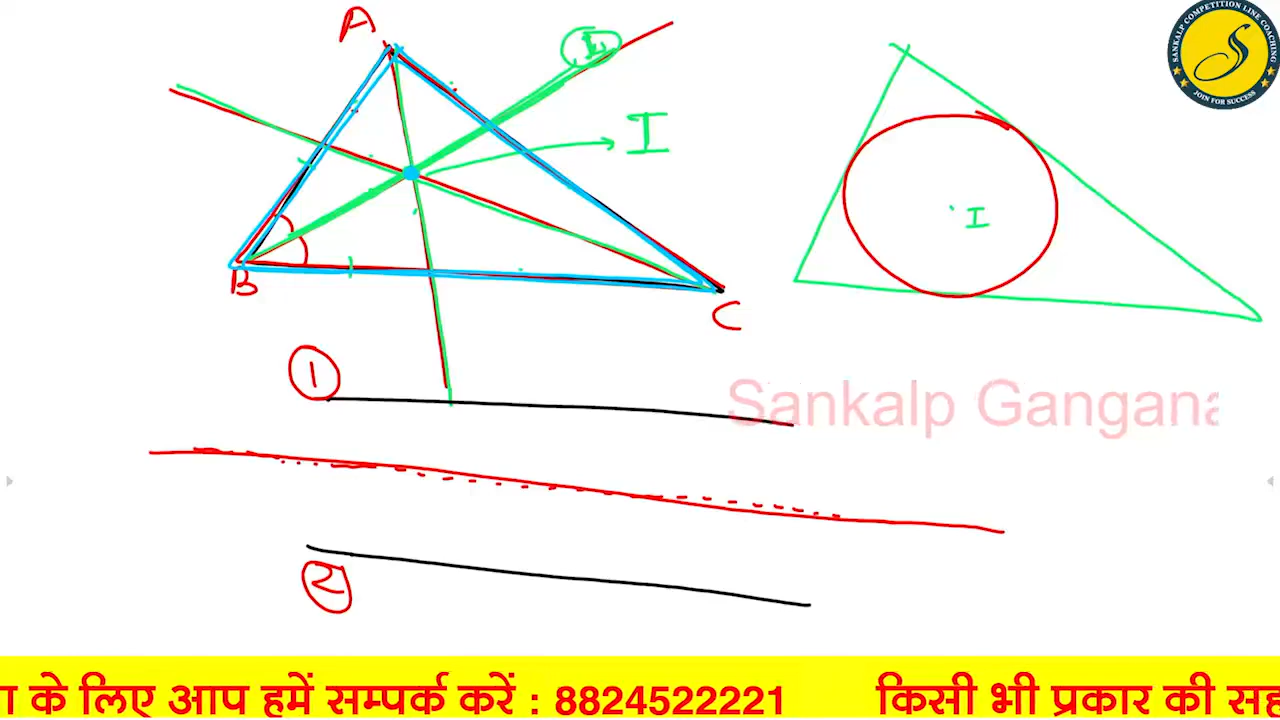 A
I
B
C
I
SANKALP COMPETITION LINE COACHING
S
JOIN FOR SUCCESS
1
Sankalp Gangana
2
के लिए आप हमें सम्पर्क करें : 8824522221 किसी भी प्रकार की सह